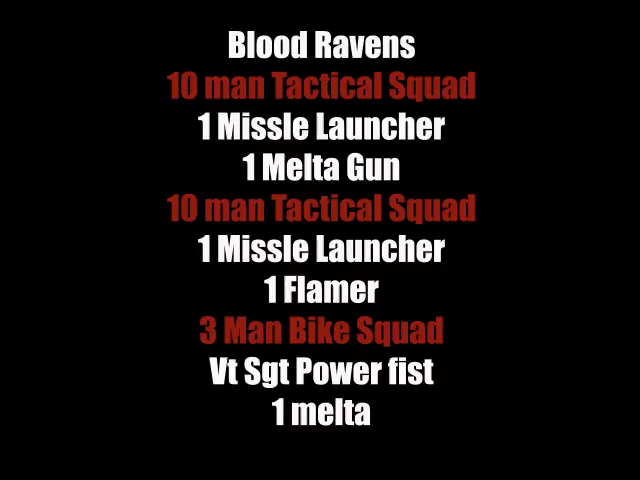 Blood Ravens
10 man Tactical Squad
1 Missle Launcher
1 Melta Gun
10 man Tactical Squad
1 Missle Launcher
1 Flamer
3 Man Bike Squad
Vt Sgt Power fist
1 melta